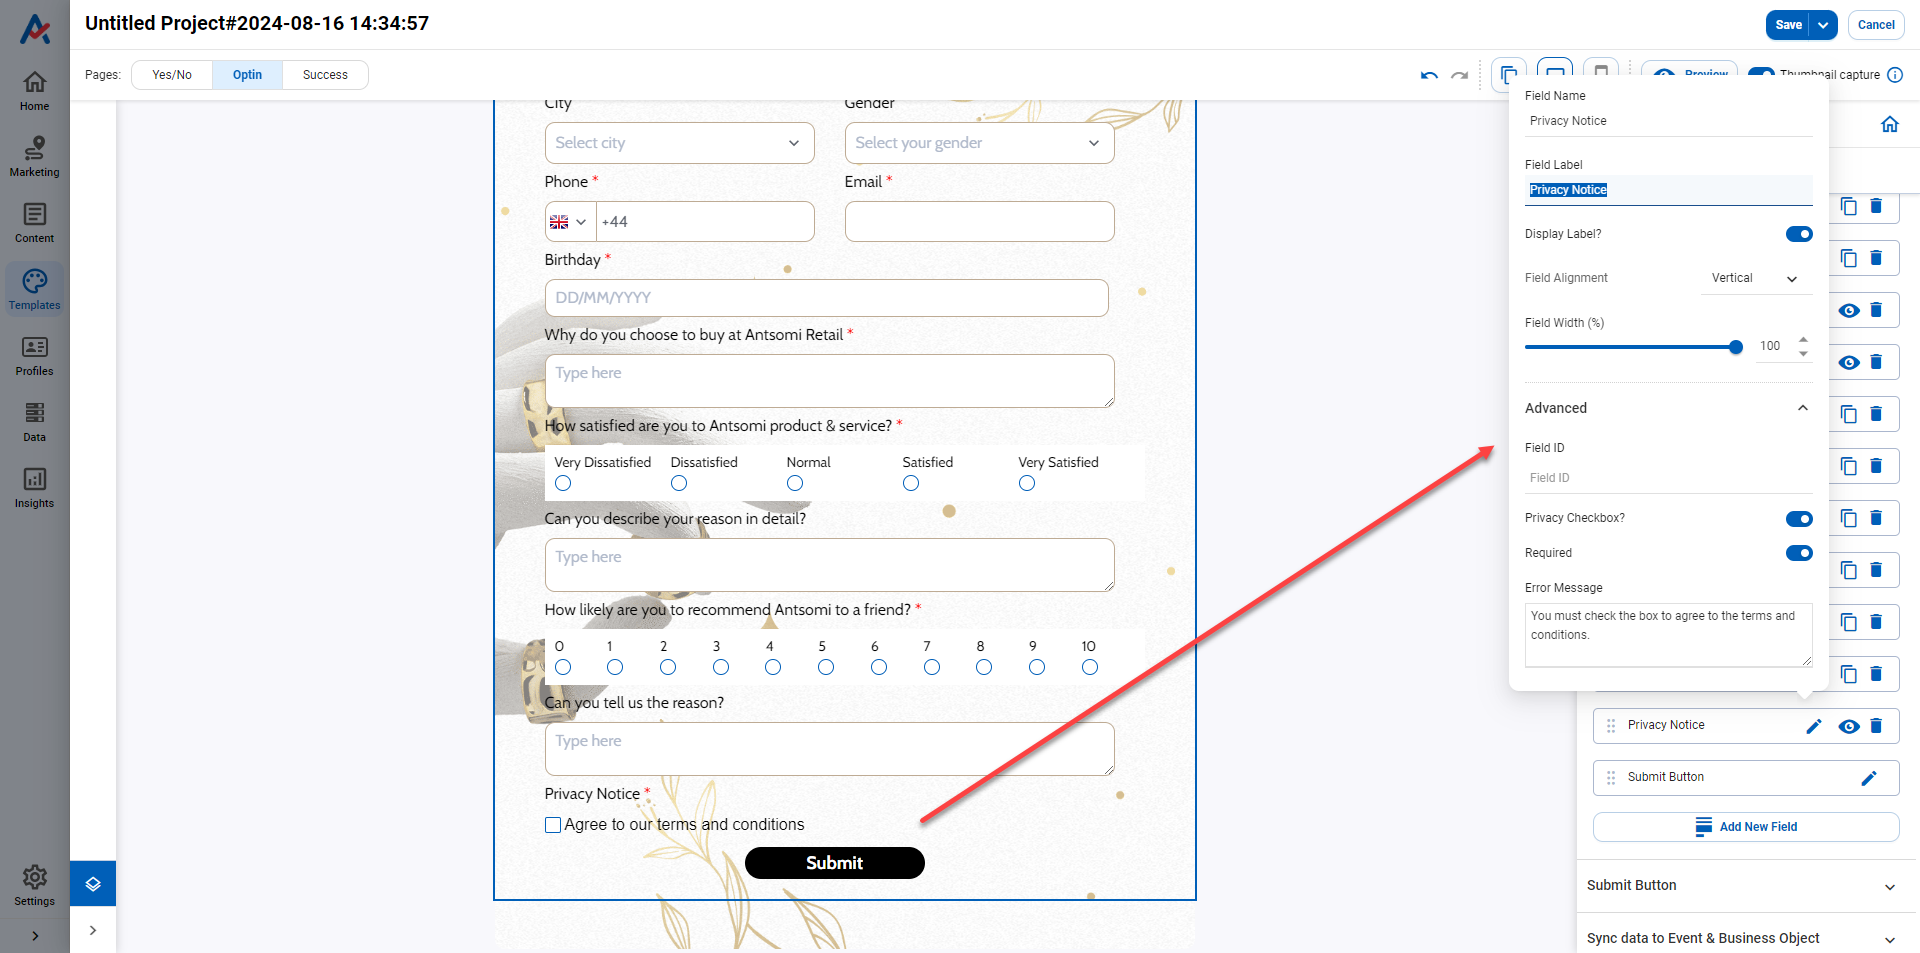 Untitled Project#2024-08-16 14:34:57
Save
Cancel
Pages:
Yes/No
Optin
Success
Preview
Thumbnail capture
Home
Marketing
Content
Templates
Profiles
Data
Insights
Settings
City
Gender
Select city
Select your gender
Phone *
Email *
+44
Birthday *
DD/MM/YYYY
Why do you choose to buy at Antsomi Retail *
Type here
How satisfied are you to Antsomi product & service? *
Very Dissatisfied
Dissatisfied
Normal
Satisfied
Very Satisfied
Can you describe your reason in detail?
Type here
How likely are you to recommend Antsomi to a friend? *
0 1 2 3 4 5 6 7 8 9 10
Can you tell us the reason?
Type here
Privacy Notice *
Agree to our terms and conditions
Submit
Field Name
Privacy Notice
Field Label
Privacy Notice
Display Label?
Field Alignment
Vertical
Field Width (%)
100
Advanced
Field ID
Field ID
Privacy Checkbox?
Required
Error Message
You must check the box to agree to the terms and
conditions.
Privacy Notice
Submit Button
Add New Field
Submit Button
Sync data to Event & Business Object